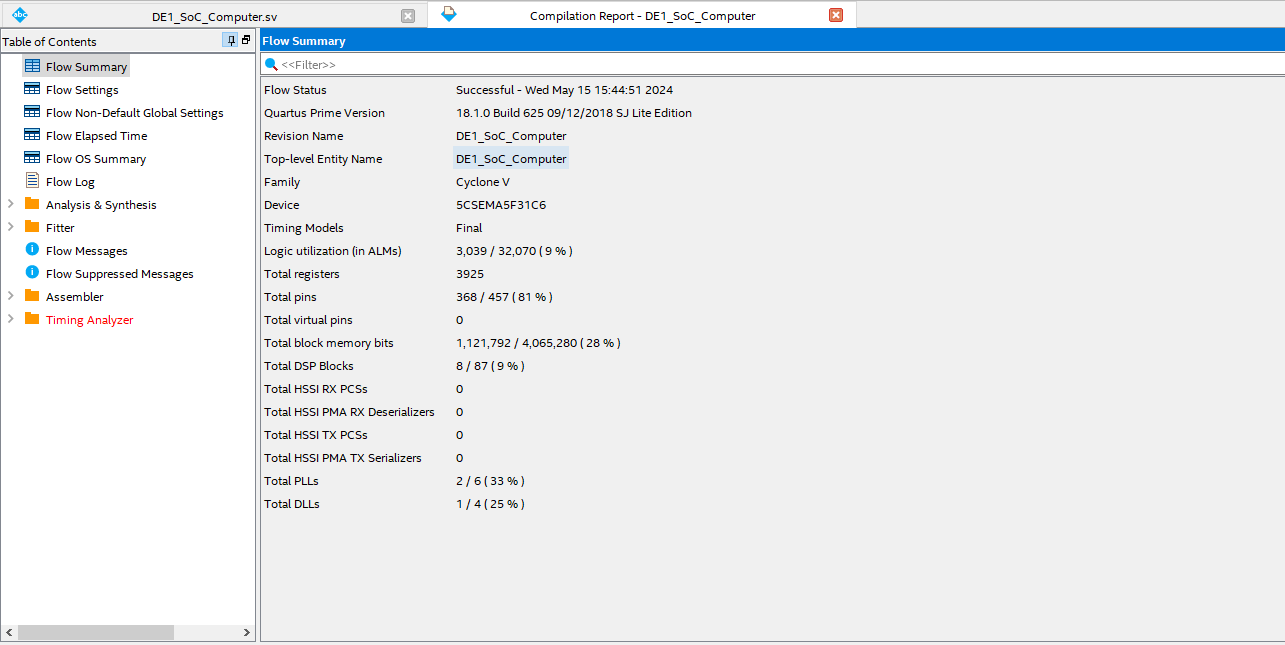 DE1_SoC_Computer.sv
Compilation Report - DE1_SoC_Computer
Table of Contents
Flow Summary
Flow Settings
Flow Non-Default Global Settings
Flow Elapsed Time
Flow OS Summary
Flow Log
Analysis & Synthesis
Fitter
Flow Messages
Flow Suppressed Messages
Assembler
Timing Analyzer
Flow Summary
<<Filter>>
Flow Status Successful - Wed May 15 15:44:51 2024
Quartus Prime Version 18.1.0 Build 625 09/12/2018 SJ Lite Edition
Revision Name DE1_SoC_Computer
Top-level Entity Name DE1_SoC_Computer
Family Cyclone V
Device 5CSEMA5F31C6
Timing Models Final
Logic utilization (in ALMs) 3,039 / 32,070 ( 9 % )
Total registers 3925
Total pins 368 / 457 ( 81 % )
Total virtual pins 0
Total block memory bits 1,121,792 / 4,065,280 ( 28 % )
Total DSP Blocks 8 / 87 ( 9 % )
Total HSSI RX PCSs 0
Total HSSI PMA RX Deserializers 0
Total HSSI TX PCSs 0
Total HSSI PMA TX Serializers 0
Total PLLs 2 / 6 ( 33 % )
Total DLLs 1 / 4 ( 25 % )